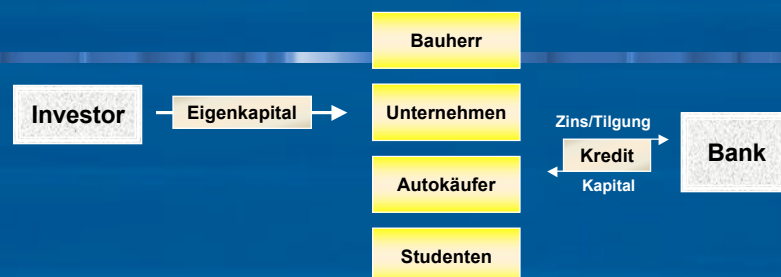 Bauherr
Investor
Eigenkapital
Unternehmen
Zins/Tilgung
Kredit
Kapital
Bank
Autokäufer
Studenten